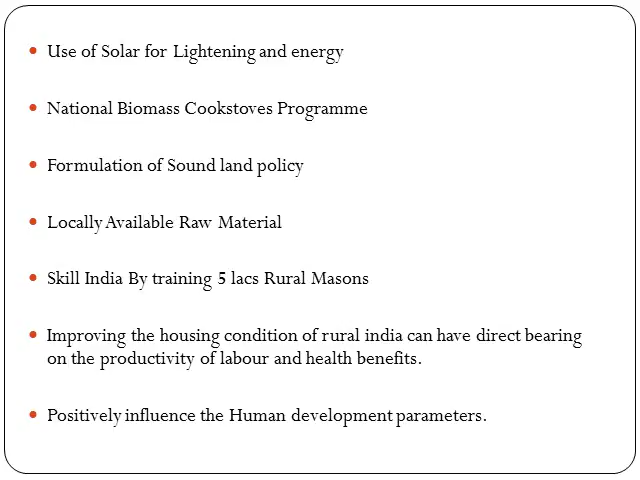 • Use of Solar for Lightening and energy
• National Biomass Cookstoves Programme
• Formulation of Sound land policy
• Locally Available Raw Material
• Skill India By training 5 lacs Rural Masons
• Improving the housing condition of rural india can have direct bearing
on the productivity of labour and health benefits.
• Positively influence the Human development parameters.